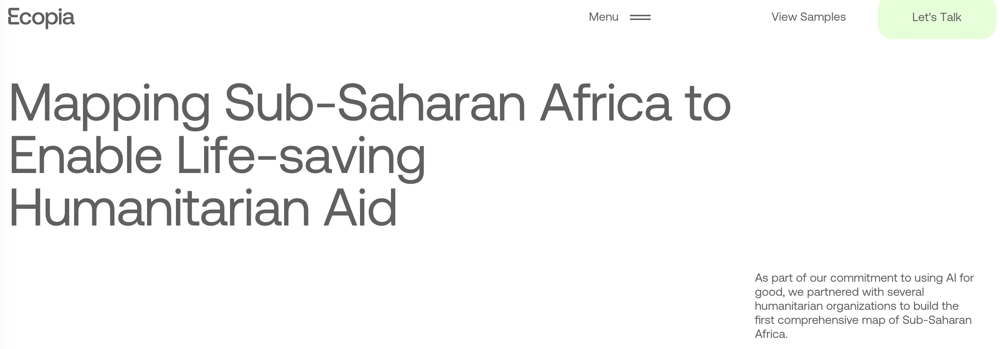 Ecopia
Menu
View Samples
Let's Talk
Mapping Sub-Saharan Africa to
Enable Life-saving
Humanitarian Aid
As part of our commitment to using AI for
good, we partnered with several
humanitarian organizations to build the
first comprehensive map of Sub-Saharan
Africa.